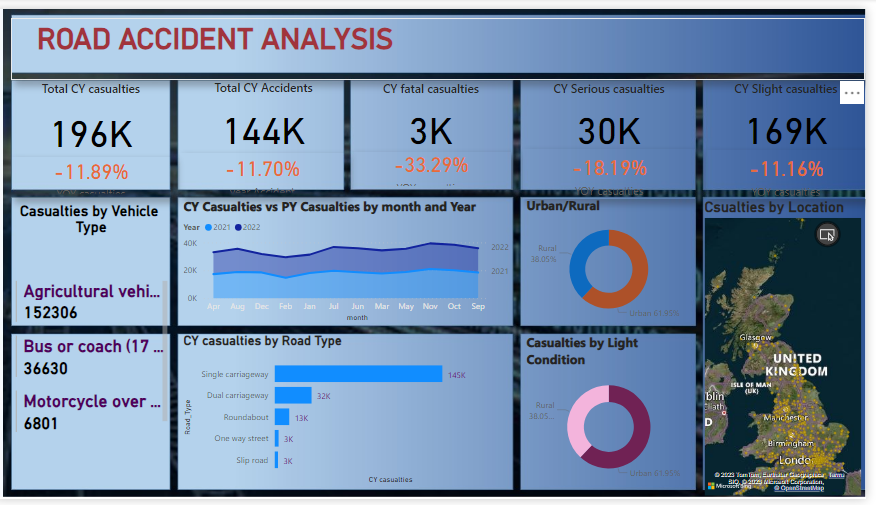 ROAD ACCIDENT ANALYSIS
Total CY casualties
196K
-11.89%
Total CY Accidents
144K
-11.70%
CY fatal casualties
3K
-33.29%
CY Serious casualties
30K
-18.19%
CY Slight casualties
169K
-11.16%
Casualties by Vehicle
Type
Agricultural vehi...
152306
Bus or coach (17 ...
36630
Motorcycle over ...
6801
CY Casualties vs PY Casualties by month and Year
Year 2021 2022
40K
20K
0K
2022
2021
Apr Aug Dec Feb Jan Jul Jun Mar May Nov Oct Sep
month
CY casualties by Road Type
Road_Type
Single carriageway 145K
Dual carriageway 32K
Roundabout 13K
One way street 3K
Slip road 3K
CY casualties
Urban/Rural
Rural
38.05%
Urban 61.95%
Casualties by Light
Condition
Rural
38.05...
Urban 61.95%
Casualties by Location
Glasgow
UNITED
KINGDOM
ISLE OF MAN
(UK)
blin
Manchester
Birmingham
London
© 2023 TomTom, Earthstar Geographics
© 2023 Microsoft Corporation,
Microsoft Bing
© OpenStreetMap